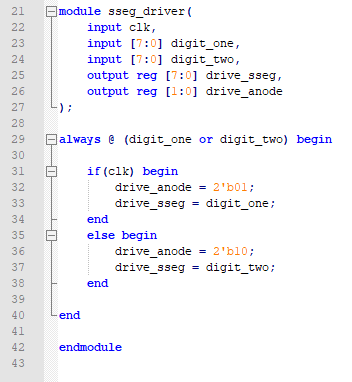 21 module sseg_driver(
22     input clk,
23     input [7:0] digit_one,
24     input [7:0] digit_two,
25     output reg [7:0] drive_sseg,
26     output reg [1:0] drive_anode
27 );
28
29 always @ (digit_one or digit_two) begin
30
31     if(clk) begin
32         drive_anode = 2'b01;
33         drive_sseg = digit_one;
34     end
35     else begin
36         drive_anode = 2'b10;
37         drive_sseg = digit_two;
38     end
39
40 end
41
42 endmodule
43